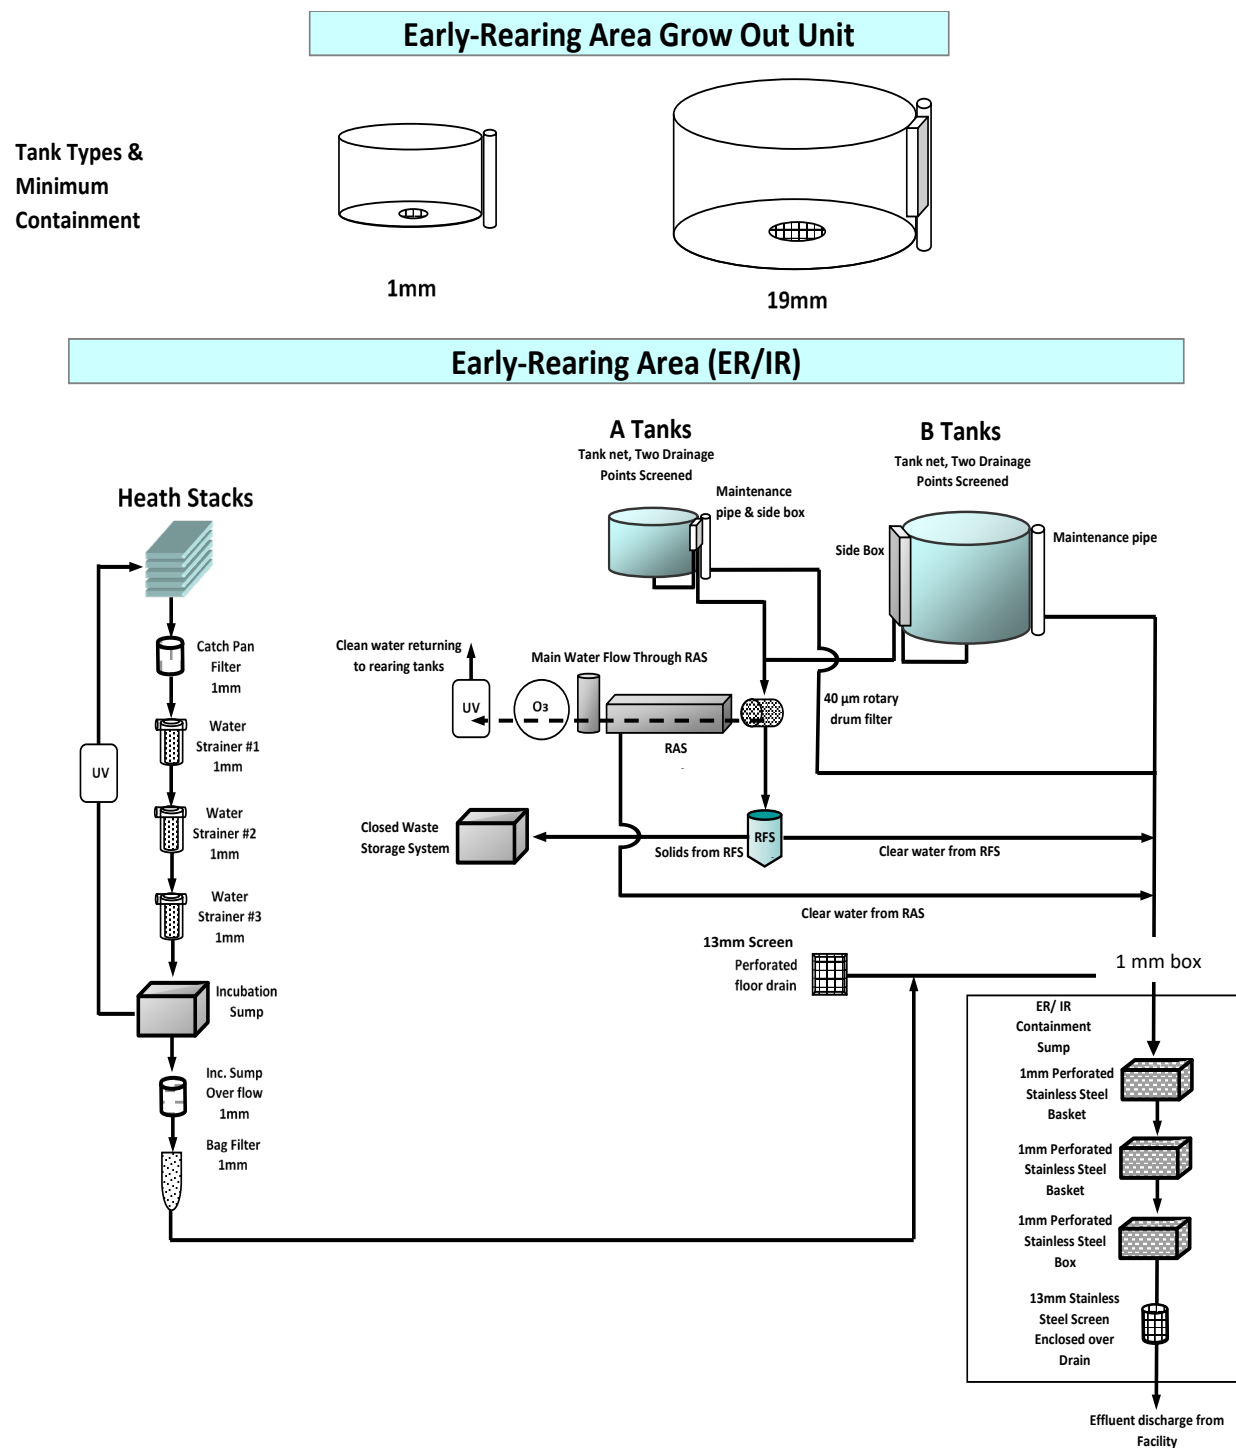 Early-Rearing Area Grow Out Unit
Tank Types &
Minimum
Containment
1mm
19mm
Early-Rearing Area (ER/IR)
A Tanks
Tank net, Two Drainage
Points Screened
B Tanks
Tank net, Two Drainage
Points Screened
Heath Stacks
Maintenance
pipe & side box
Side Box
Maintenance pipe
Catch Pan
Filter
1mm
Clean water returning
to rearing tanks
Main Water Flow Through RAS
UV
O3
40 µm rotary
drum filter
RAS
Water
Strainer #1
1mm
UV
Water
Strainer #2
1mm
Closed Waste
Storage System
RFS
Solids from RFS
Clear water from RFS
Water
Strainer #3
1mm
Clear water from RAS
13mm Screen
Perforated
floor drain
1 mm box
Incubation
Sump
ER/ IR
Containment
Sump
Inc. Sump
Over flow
1mm
1mm Perforated
Stainless Steel
Basket
Bag Filter
1mm
1mm Perforated
Stainless Steel
Basket
1mm Perforated
Stainless Steel
Box
13mm Stainless
Steel Screen
Enclosed over
Drain
Effluent discharge from
Facility